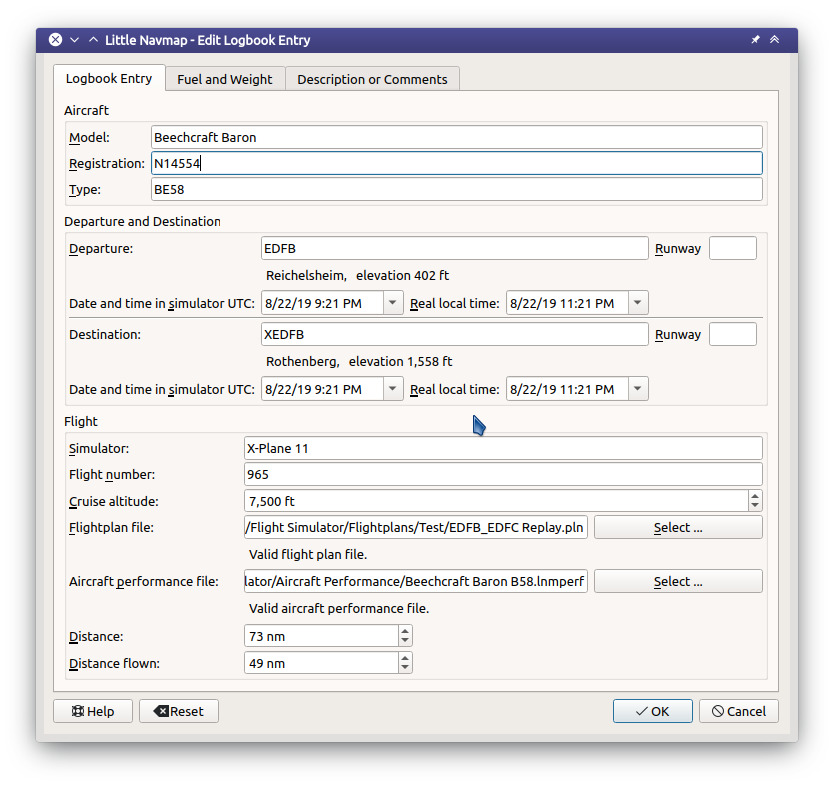 Little Navmap - Edit Logbook Entry
Logbook Entry Fuel and Weight Description or Comments
Aircraft
Model: Beechcraft Baron
Registration: N14554
Type: BE58
Departure and Destination
Departure: EDFB Runway
Reichelsheim, elevation 402 ft
Date and time in simulator UTC: 8/22/19 9:21 PM Real local time: 8/22/19 11:21 PM
Destination: XEDFB Runway
Rothenberg, elevation 1,558 ft
Date and time in simulator UTC: 8/22/19 9:21 PM Real local time: 8/22/19 11:21 PM
Flight
Simulator: X-Plane 11
Flight number: 965
Cruise altitude: 7,500 ft
Flightplan file: /Flight Simulator/Flightplans/Test/EDFB_EDFC Replay.pln Select ...
Valid flight plan file.
Aircraft performance file: lator/Aircraft Performance/Beechcraft Baron B58.lnmperf Select ...
Valid aircraft performance file.
Distance: 73 nm
Distance flown: 49 nm
Help Reset OK Cancel